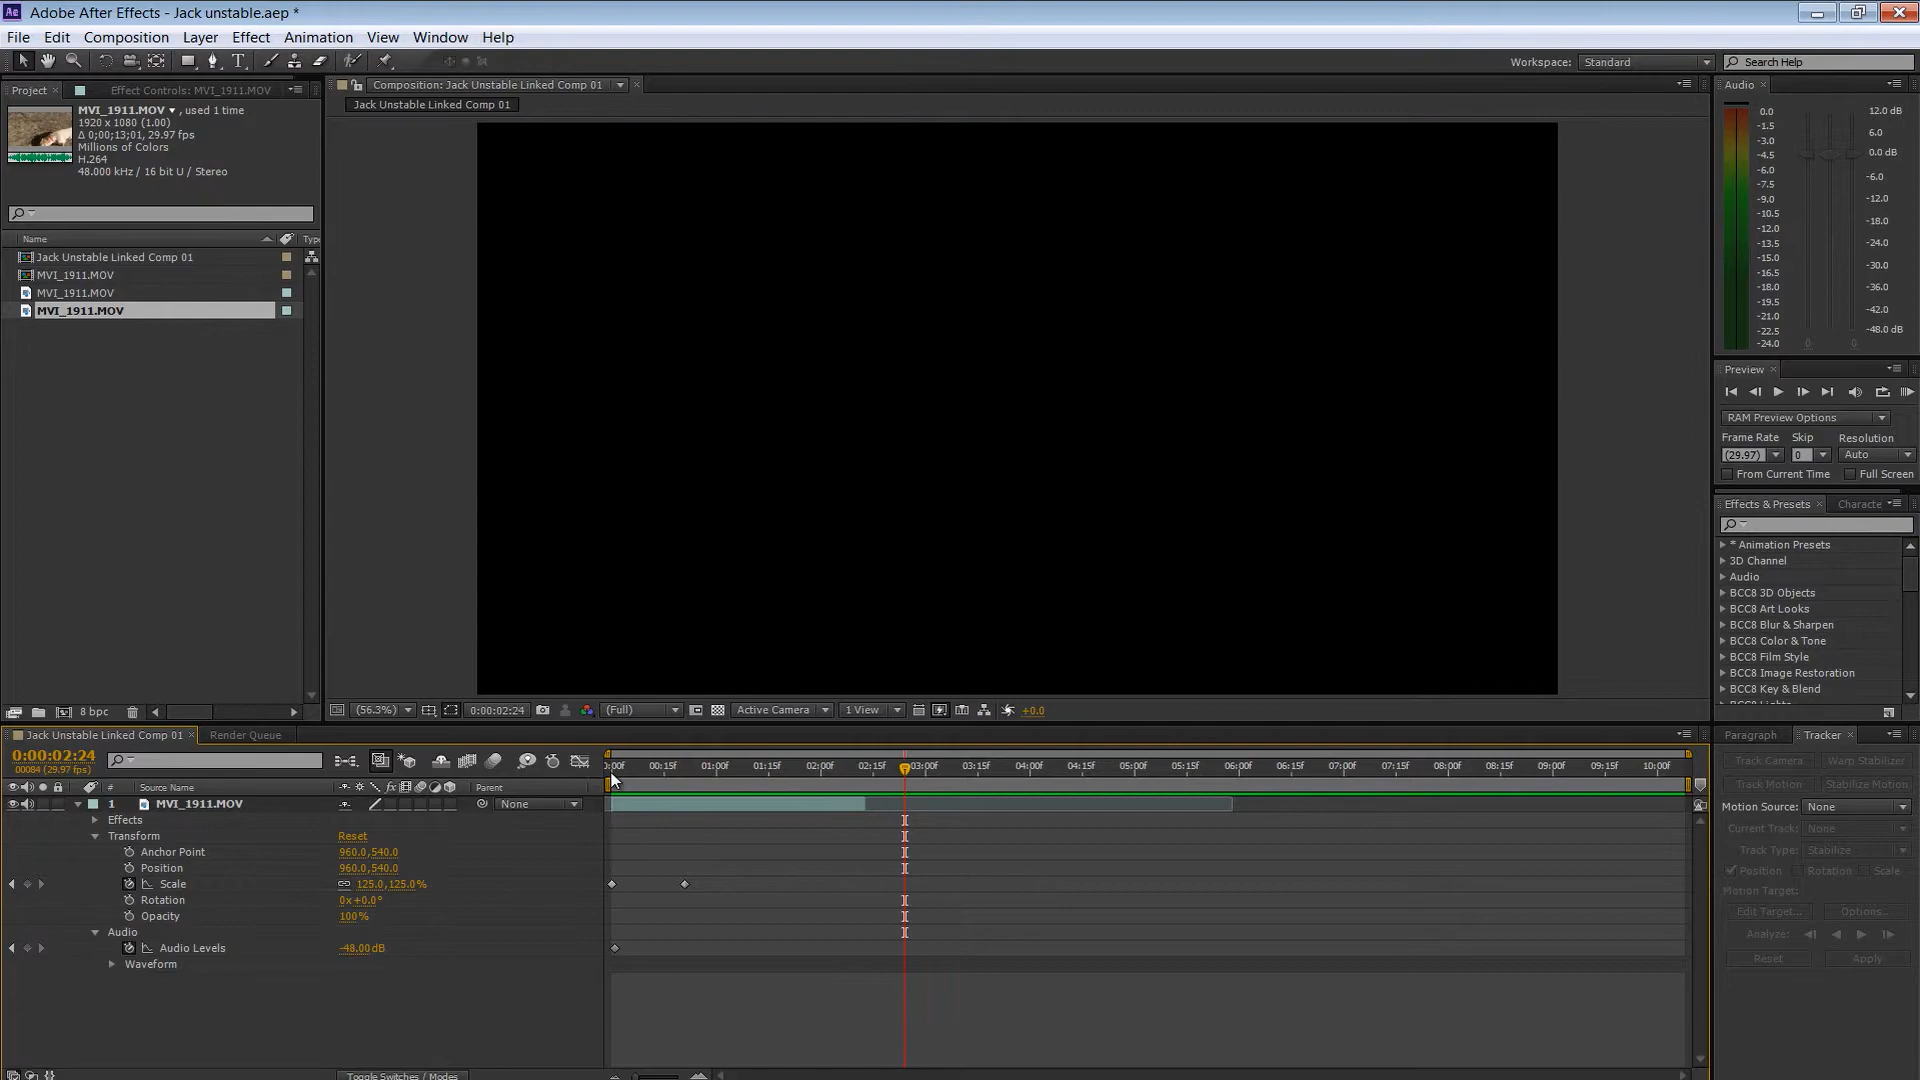 Adobe After Effects - Jack unstable.aep *
File Edit Composition Layer Effect Animation View Window Help
Workspace: Standard Search Help
Project Effect Controls: MVI_1911.MOV
MVI_1911.MOV , used 1 time
1920 x 1080 (1.00)
Δ 0;00;13;01, 29.97 fps
Millions of Colors
H.264
48.000 kHz / 16 bit U / Stereo
Name Type
Jack Unstable Linked Comp 01
MVI_1911.MOV
MVI_1911.MOV
MVI_1911.MOV
8 bpc
Composition: Jack Unstable Linked Comp 01
Jack Unstable Linked Comp 01
(56.3%) 0:00:02:24 (Full) Active Camera 1 View +0.0
Audio
0.0
-1.5
-3.0
-4.5
-6.0
-7.5
-9.0
-10.5
-12.0
-13.5
-15.0
-16.5
-18.0
-19.5
-21.0
-22.5
-24.0
0 0
12.0 dB
6.0
0.0 dB
-6.0
-12.0
-18.0
-24.0
-30.0
-36.0
-42.0
-48.0 dB
Preview
RAM Preview Options
Frame Rate Skip Resolution
(29.97) 0 Auto
From Current Time Full Screen
Effects & Presets Characte
* Animation Presets
3D Channel
Audio
BCC8 3D Objects
BCC8 Art Looks
BCC8 Blur & Sharpen
BCC8 Color & Tone
BCC8 Film Style
BCC8 Image Restoration
BCC8 Key & Blend
BCC8 Lights
Jack Unstable Linked Comp 01 Render Queue
0:00:02:24
00084 (29.97 fps)
0:00f 00:15f 01:00f 01:15f 02:00f 02:15f 03:00f 03:15f 04:00f 04:15f 05:00f 05:15f 06:00f 06:15f 07:00f 07:15f 08:00f 08:15f 09:00f 09:15f 10:00f
# Source Name fx Parent
1 MVI_1911.MOV None
Effects
Transform Reset
Anchor Point 960.0,540.0
Position 960.0,540.0
Scale 125.0,125.0%
Rotation 0x+0.0°
Opacity 100%
Audio
Audio Levels -48.00dB
Waveform
Toggle Switches / Modes
Paragraph Tracker
Track Camera Warp Stabilizer
Track Motion Stabilize Motion
Motion Source: None
Current Track: None
Track Type: Stabilize
Position Rotation Scale
Motion Target:
Edit Target... Options...
Analyze:
Reset Apply